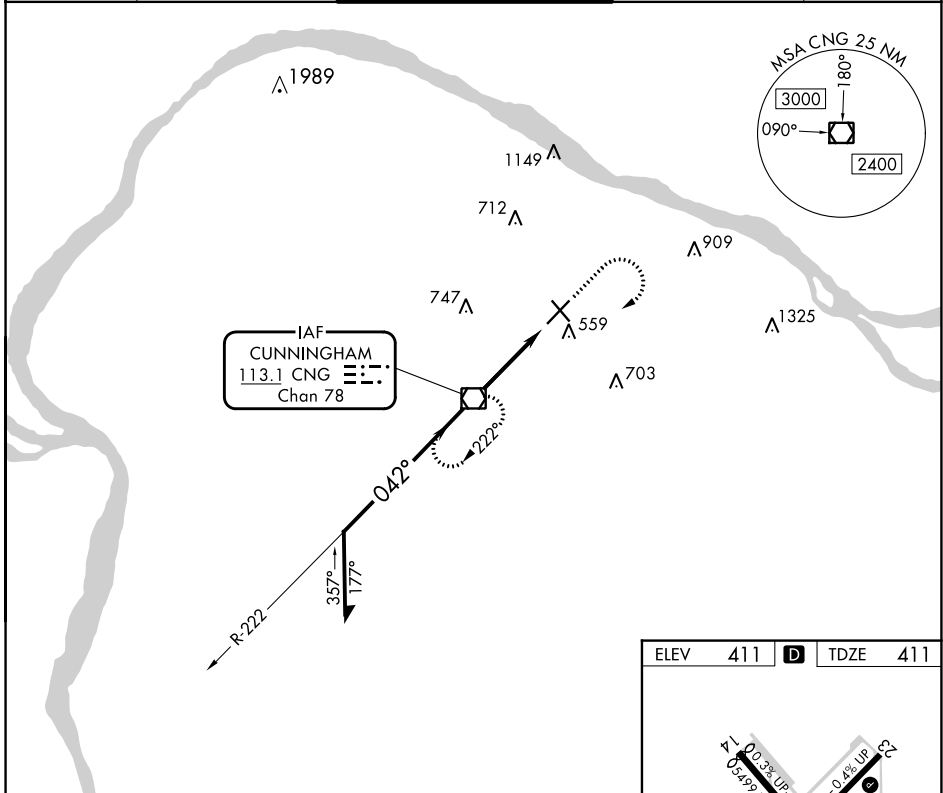 MSA CNG 25 NM
180°
3000
090°
2400
1989
1149
712
909
747
559
1325
703
IAF
CUNNINGHAM
113.1 CNG
Chan 78
222°
042°
357°
177°
R-222
ELEV 411 D TDZE 411
14
0.3% UP
5499
23
0.4% UP
P